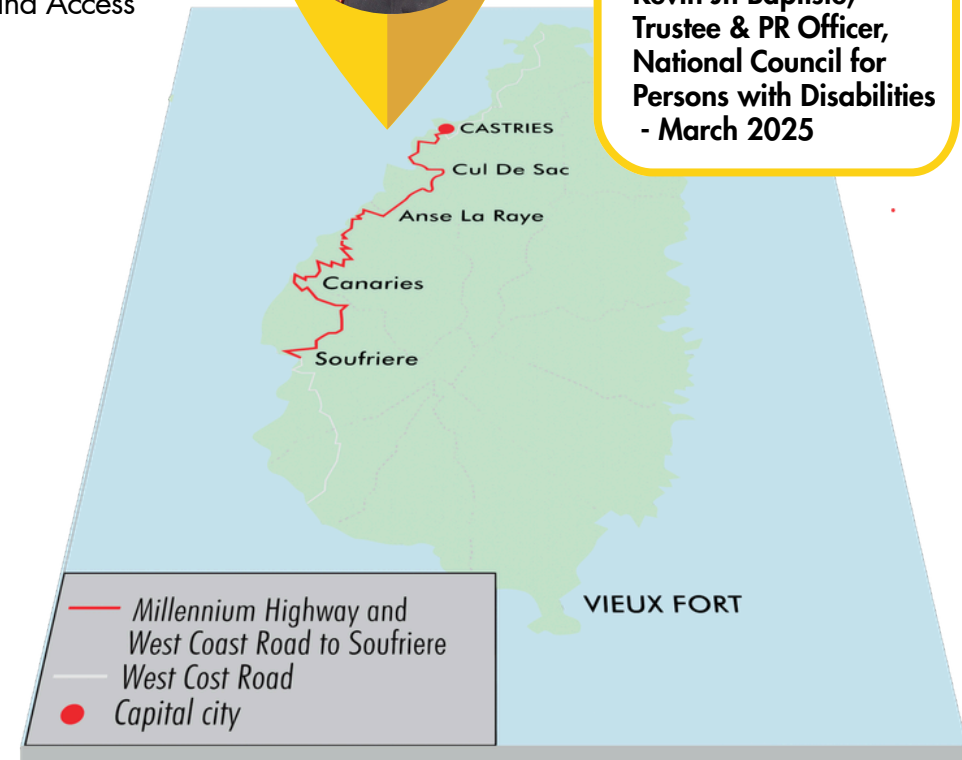 and Access
Trustee & PR Officer,
National Council for
Persons with Disabilities
- March 2025
CASTRIES
Cul De Sac
Anse La Raye
Canaries
Soufriere
VIEUX FORT
Millennium Highway and
West Coast Road to Soufriere
West Cost Road
Capital city